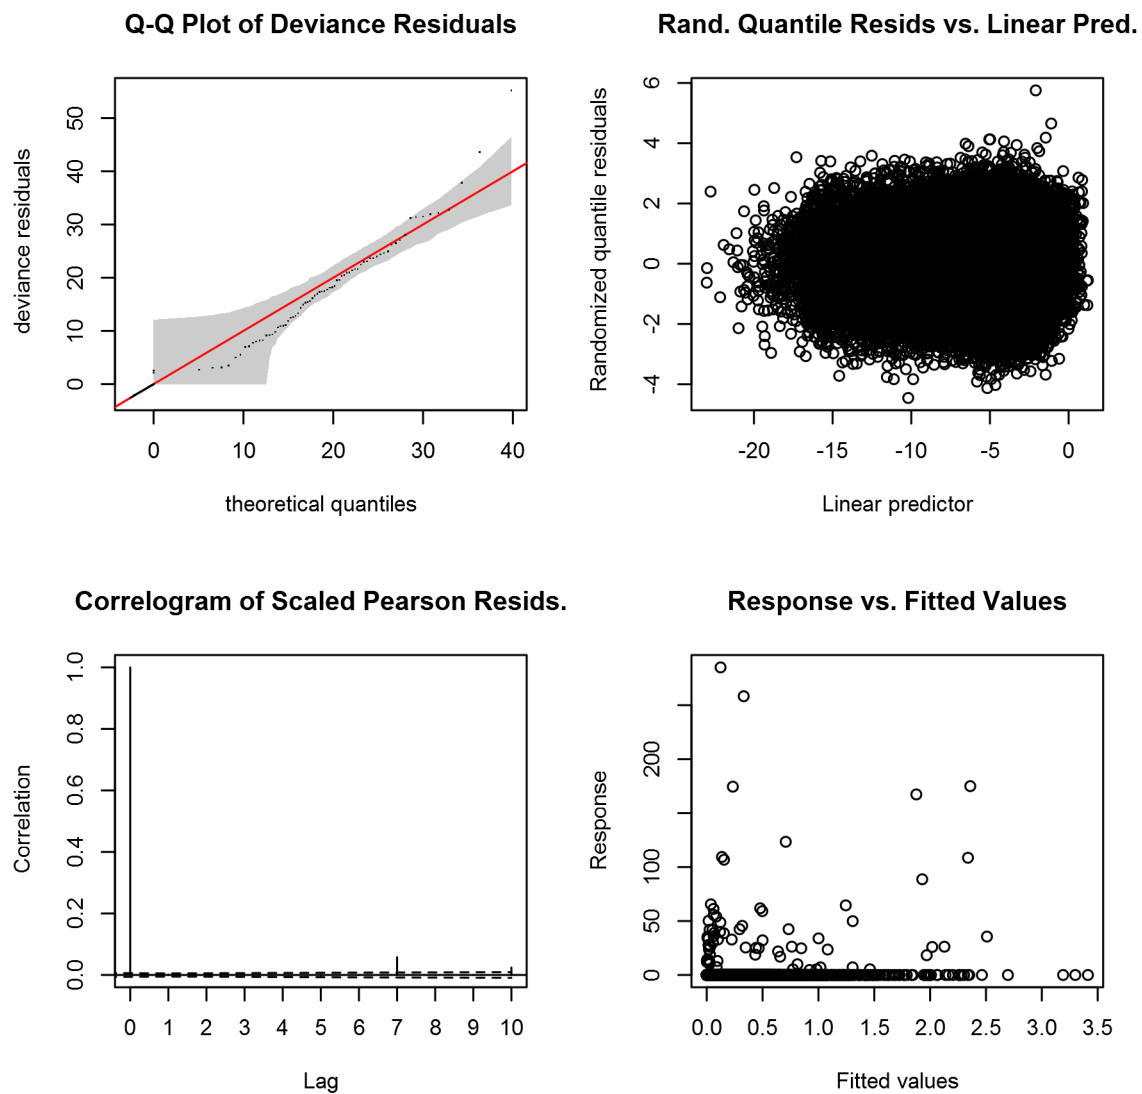 Q-Q Plot of Deviance Residuals
deviance residuals
50
40
30
20
10
0
0 10 20 30 40
theoretical quantiles
Rand. Quantile Resids vs. Linear Pred.
Randomized quantile residuals
6
4
2
0
-2
-4
-20 -15 -10 -5 0
Linear predictor
Correlogram of Scaled Pearson Resids.
Correlation
1.0
0.8
0.6
0.4
0.2
0.0
0 1 2 3 4 5 6 7 8 9 10
Lag
Response vs. Fitted Values
Response
200
100
50
0
0.0 0.5 1.0 1.5 2.0 2.5 3.0 3.5
Fitted values